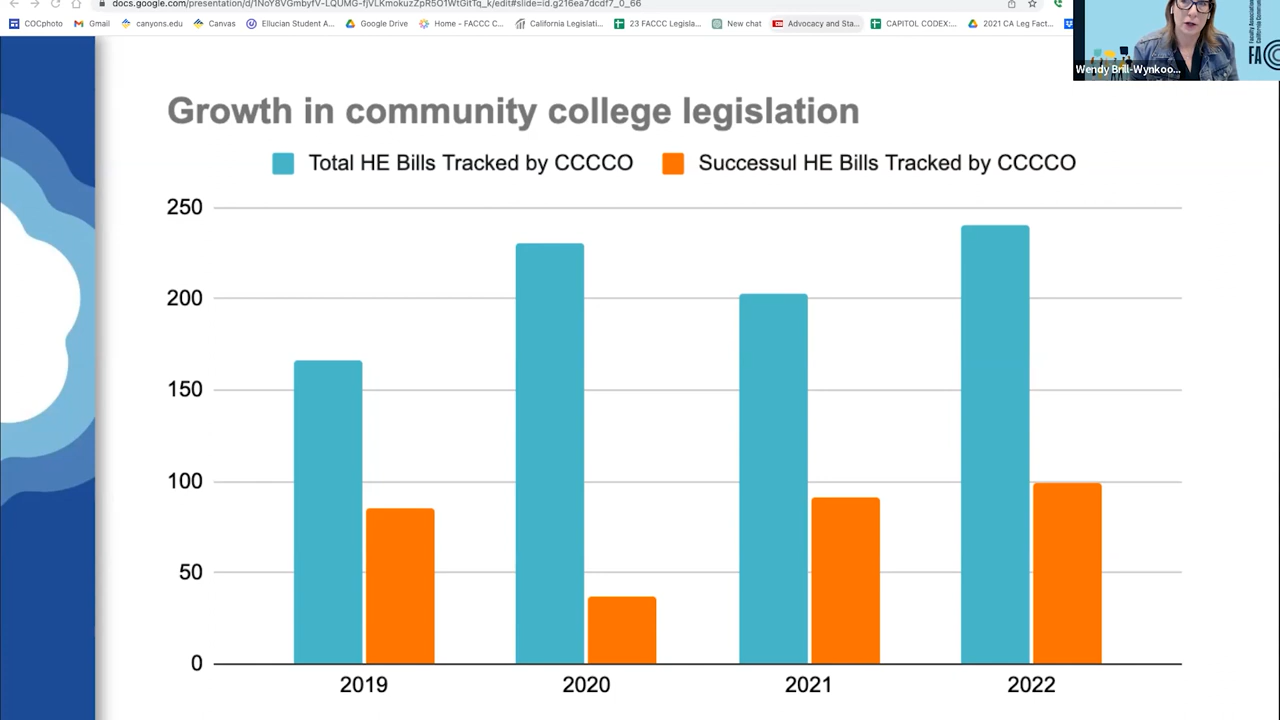 docs.google.com/presentation/d/1NoY8VGmbyfV-LQUMG-fjVLKmokuzZpR5O1WtGitTq_k/edit#slide=id.g216ea7dcdf7_0_66
COCphoto Gmail canyons.edu Canvas Ellucian Student A... Google Drive Home - FACCC C... California Legislati... 23 FACCC Legisla... New chat Advocacy and Sta... CAPITOL CODEX:... 2021 CA Leg Fact...
Wendy Brill-Wynkoo...
Growth in community college legislation
Total HE Bills Tracked by CCCCO Successul HE Bills Tracked by CCCCO
250
200
150
100
50
0
2019 2020 2021 2022